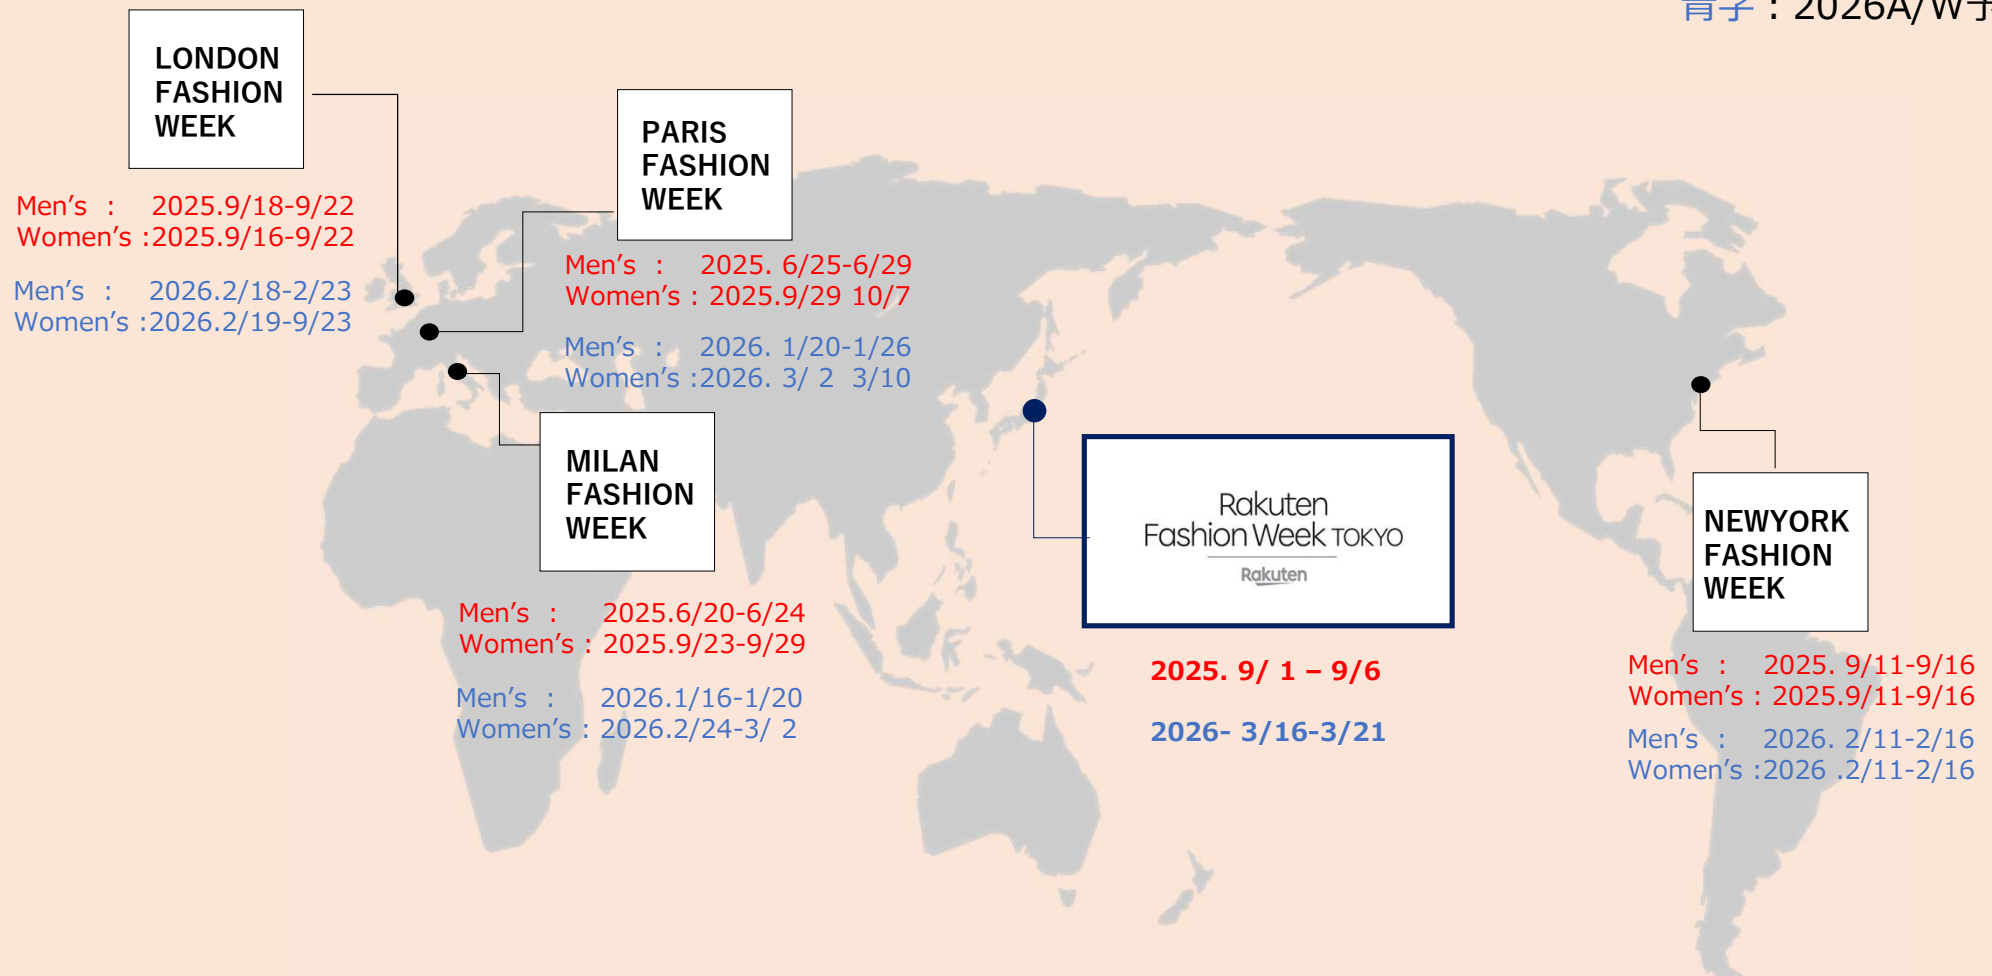 青字：2026A/W予
LONDON
FASHION
WEEK
Men's : 2025.9/18-9/22
Women's :2025.9/16-9/22
Men's : 2026.2/18-2/23
Women's :2026.2/19-9/23
PARIS
FASHION
WEEK
Men's : 2025. 6/25-6/29
Women's : 2025.9/29 10/7
Men's : 2026. 1/20-1/26
Women's :2026. 3/ 2 3/10
MILAN
FASHION
WEEK
Men's : 2025.6/20-6/24
Women's : 2025.9/23-9/29
Men's : 2026.1/16-1/20
Women's : 2026.2/24-3/ 2
Rakuten
Fashion Week TOKYO
Rakuten
2025. 9/ 1 – 9/6
2026- 3/16-3/21
NEWYORK
FASHION
WEEK
Men's : 2025. 9/11-9/16
Women's : 2025.9/11-9/16
Men's : 2026. 2/11-2/16
Women's :2026 .2/11-2/16